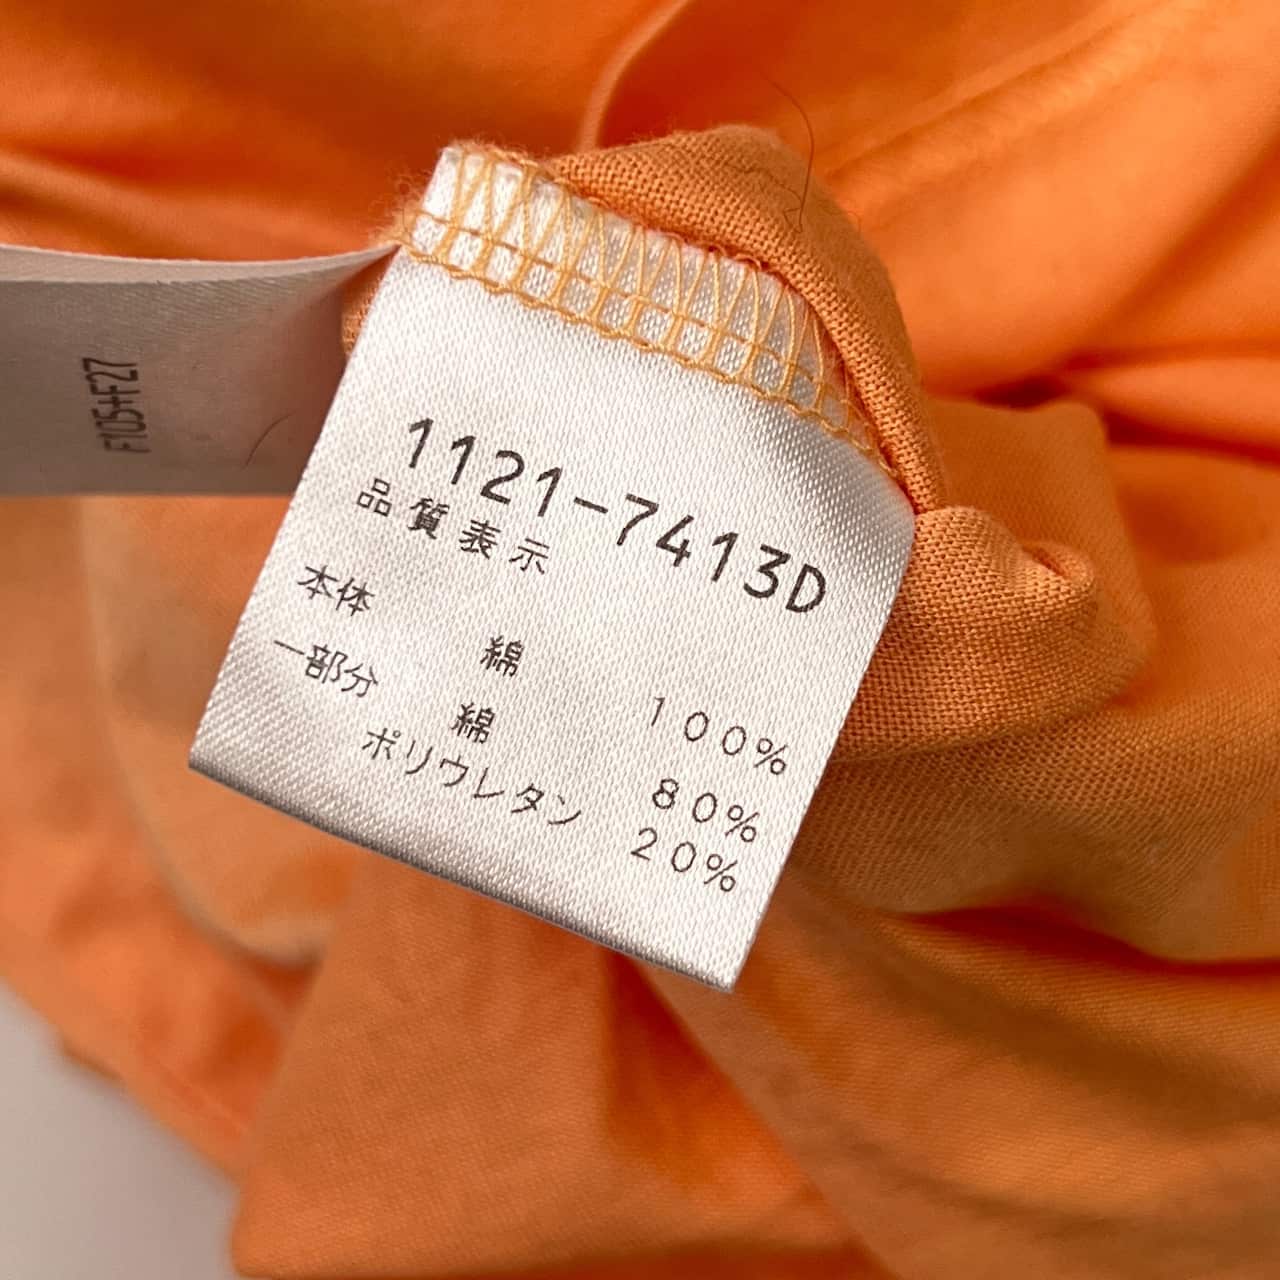 F105+F27
1121-7413D
品質表示
本体 綿 100%
一部分 綿 80%
ポリウレタン 20%